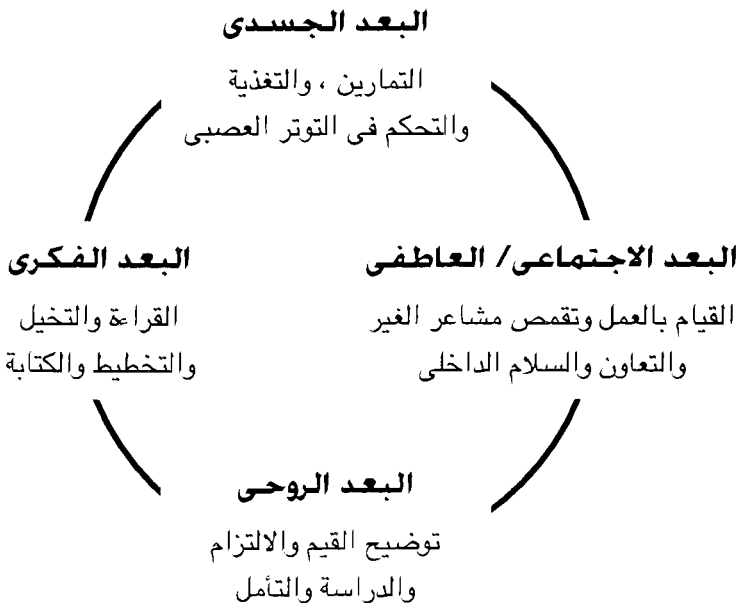 البعد الجسدى
التمارين ، والتغذية
والتحكم فى التوتر العصبى
البعد الاجتماعى/ العاطفى
القيام بالعمل وتقمص مشاعر الغير
والتعاون والسلام الداخلى
البعد الفكرى
القراءة والتخيل
والتخطيط والكتابة
البعد الروحى
توضيح القيم والالتزام
والدراسة والتأمل